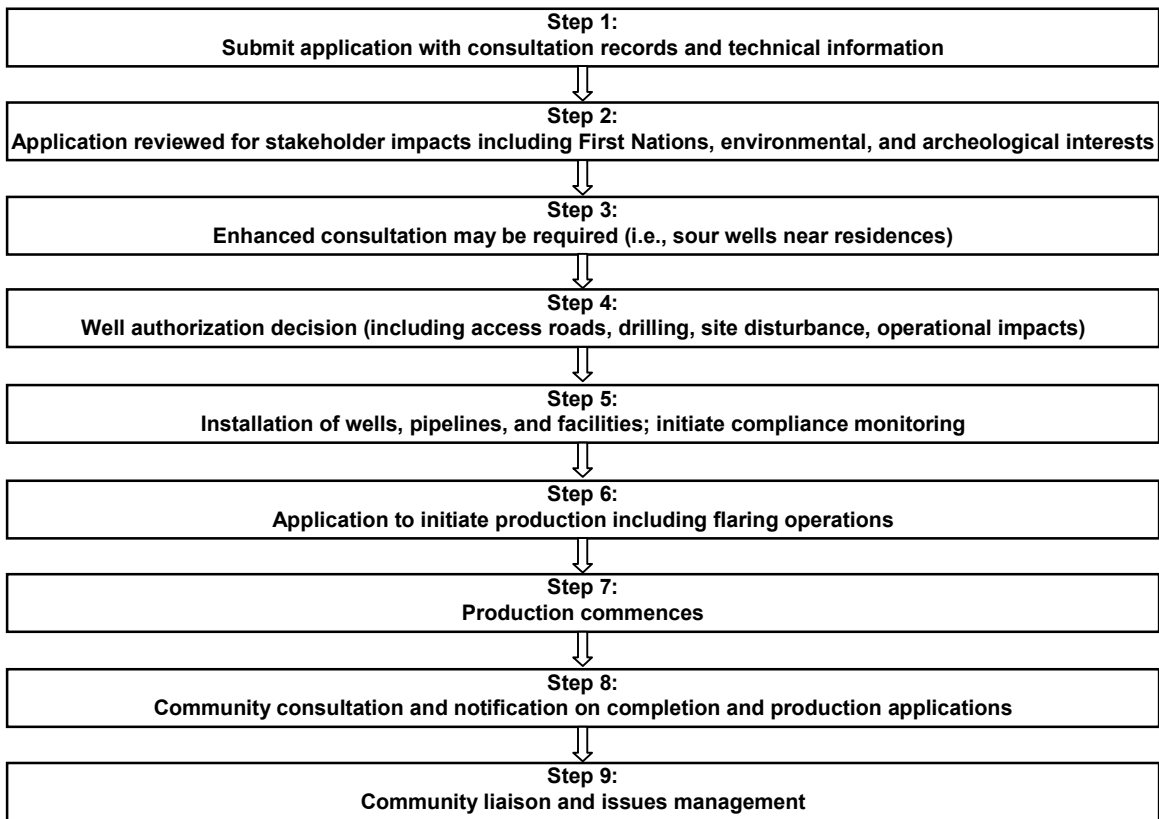 Step 1:
Submit application with consultation records and technical information
Step 2:
Application reviewed for stakeholder impacts including First Nations, environmental, and archeological interests
Step 3:
Enhanced consultation may be required (i.e., sour wells near residences)
Step 4:
Well authorization decision (including access roads, drilling, site disturbance, operational impacts)
Step 5:
Installation of wells, pipelines, and facilities; initiate compliance monitoring
Step 6:
Application to initiate production including flaring operations
Step 7:
Production commences
Step 8:
Community consultation and notification on completion and production applications
Step 9:
Community liaison and issues management